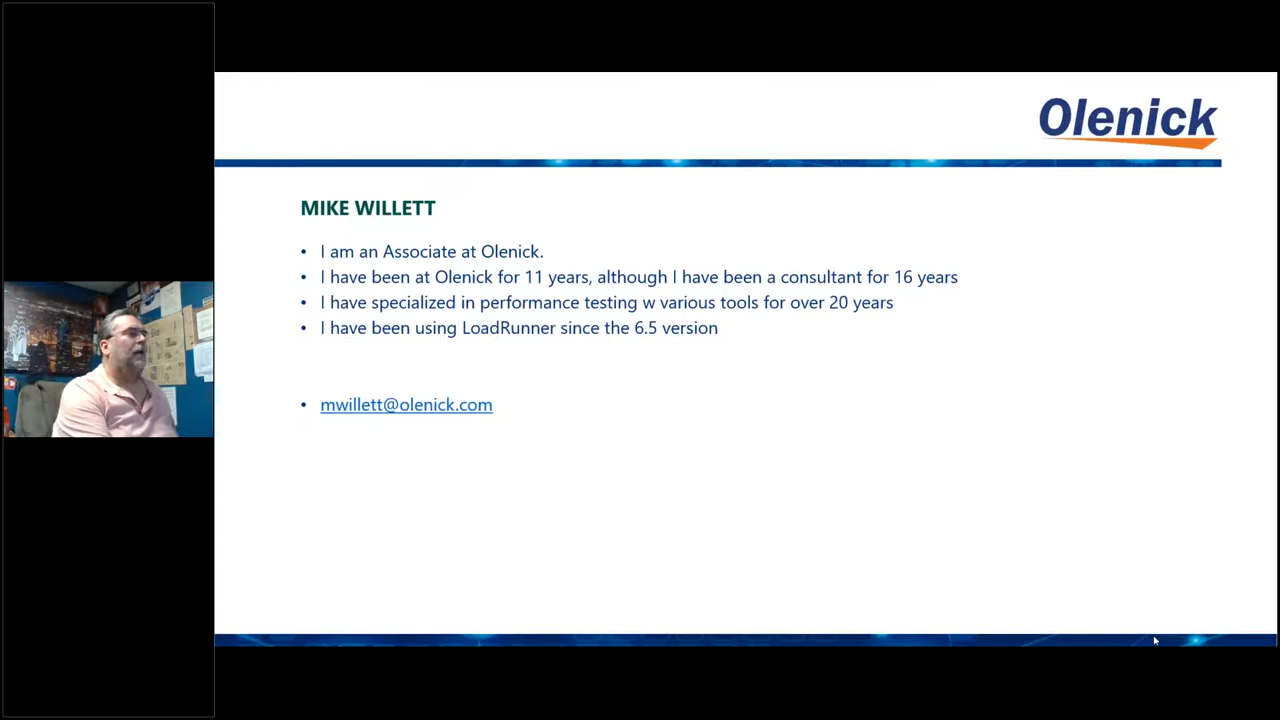 Olenick
MIKE WILLETT
• I am an Associate at Olenick.
• I have been at Olenick for 11 years, although I have been a consultant for 16 years
• I have specialized in performance testing w various tools for over 20 years
• I have been using LoadRunner since the 6.5 version
• mwillett@olenick.com